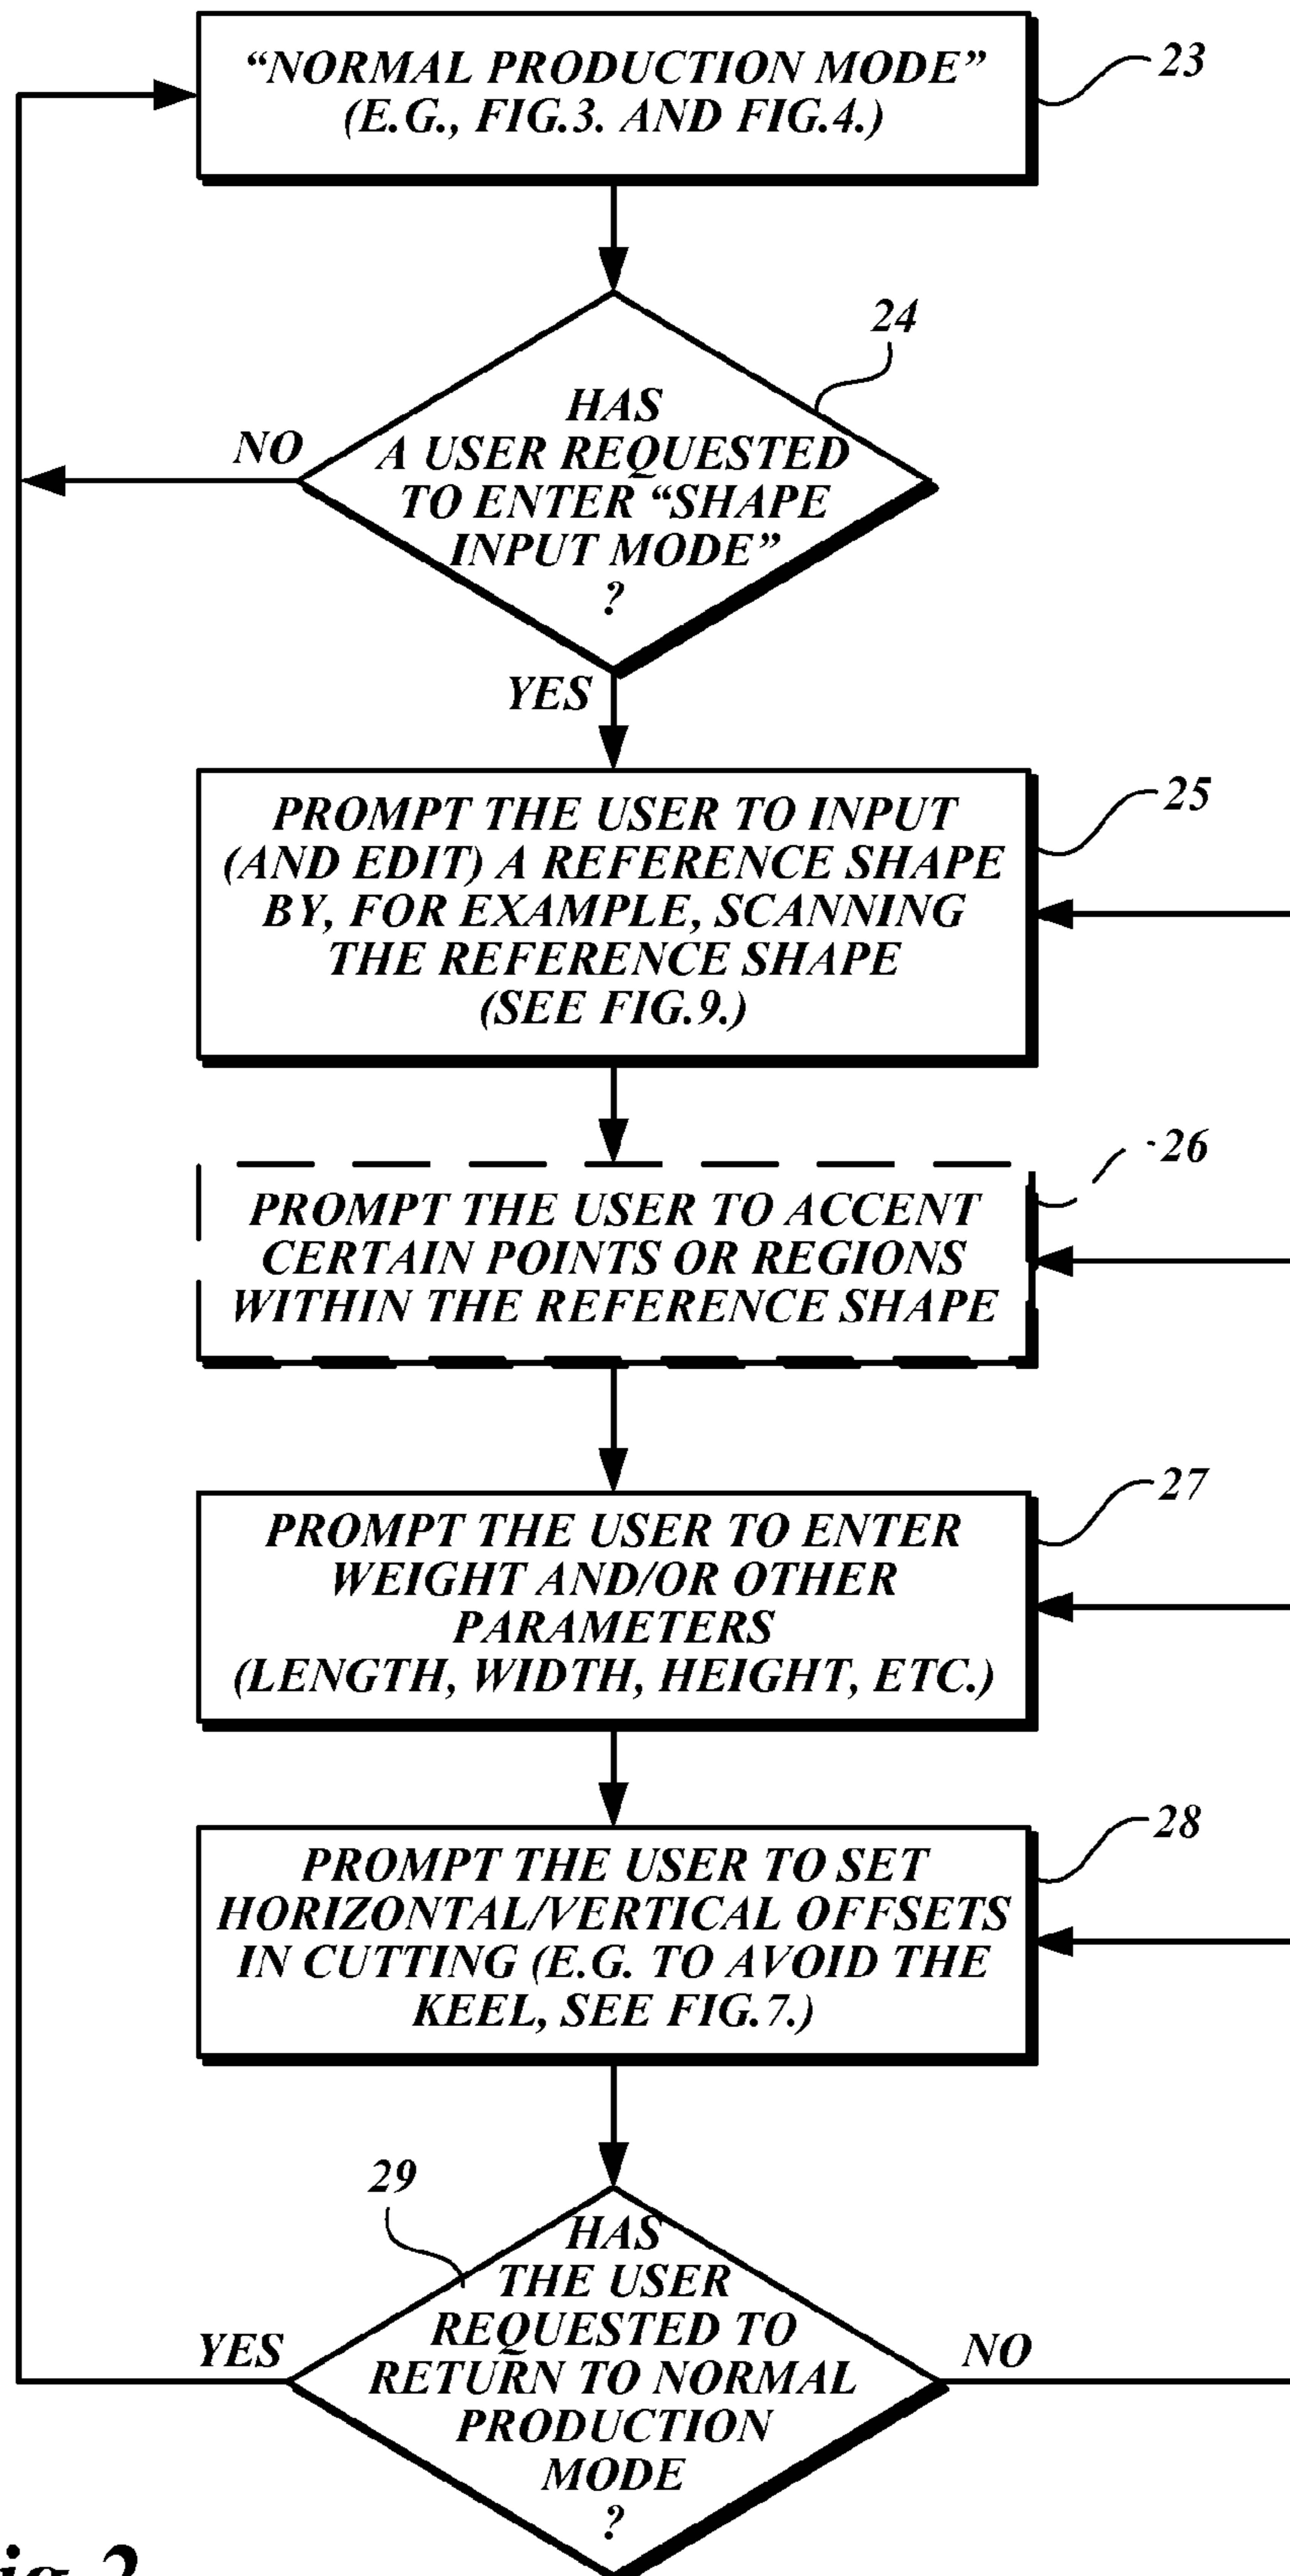 “NORMAL PRODUCTION MODE”
(E.G., FIG.3. AND FIG.4.)
23
24
HAS
A USER REQUESTED
TO ENTER “SHAPE
INPUT MODE”
?
NO
YES
25
PROMPT THE USER TO INPUT
(AND EDIT) A REFERENCE SHAPE
BY, FOR EXAMPLE, SCANNING
THE REFERENCE SHAPE
(SEE FIG.9.)
26
PROMPT THE USER TO ACCENT
CERTAIN POINTS OR REGIONS
WITHIN THE REFERENCE SHAPE
27
PROMPT THE USER TO ENTER
WEIGHT AND/OR OTHER
PARAMETERS
(LENGTH, WIDTH, HEIGHT, ETC.)
28
PROMPT THE USER TO SET
HORIZONTAL/VERTICAL OFFSETS
IN CUTTING (E.G. TO AVOID THE
KEEL, SEE FIG.7.)
29
HAS
THE USER
REQUESTED TO
RETURN TO NORMAL
PRODUCTION
MODE
?
YES
NO